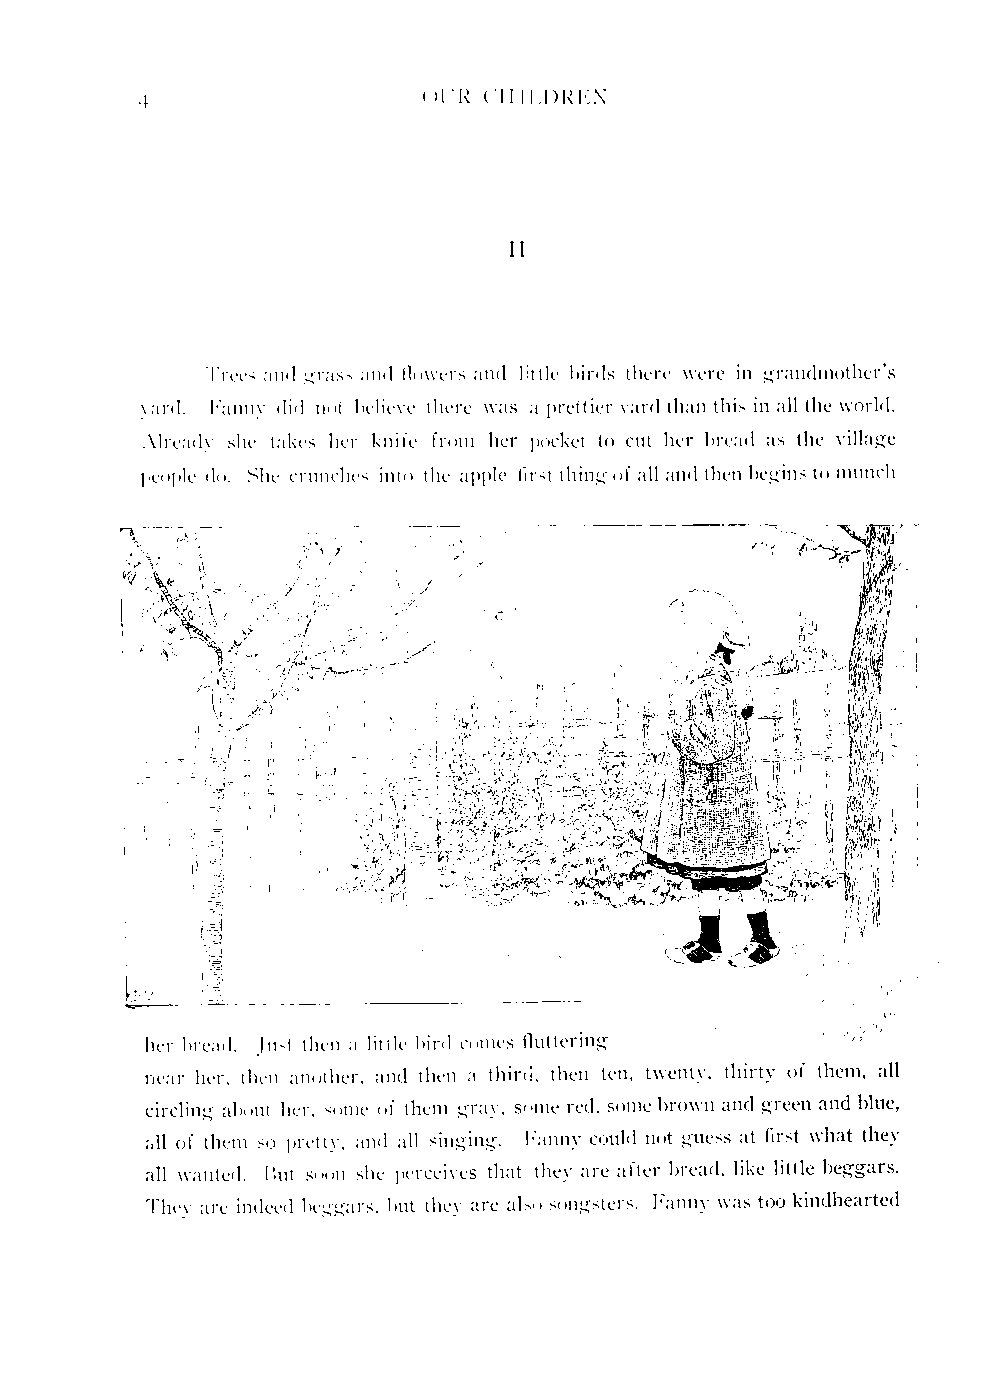 4 OUR CHILDREN
II
Trees and grass and flowers and little birds there were in grandmother's
yard. Fanny did not believe there was a prettier yard than this in all the world.
Already she takes her knife from her pocket to cut her bread as the village
people do. She crunches into the apple first thing of all and then begins to munch
her bread. Just then a little bird comes fluttering
near her, then another, and then a third, then ten, twenty, thirty of them, all
circling about her, some of them gray, some red, some brown and green and blue,
all of them so pretty, and all singing. Fanny could not guess at first what they
all wanted. But soon she perceives that they are after bread, like little beggars.
They are indeed beggars, but they are also songsters. Fanny was too kindhearted